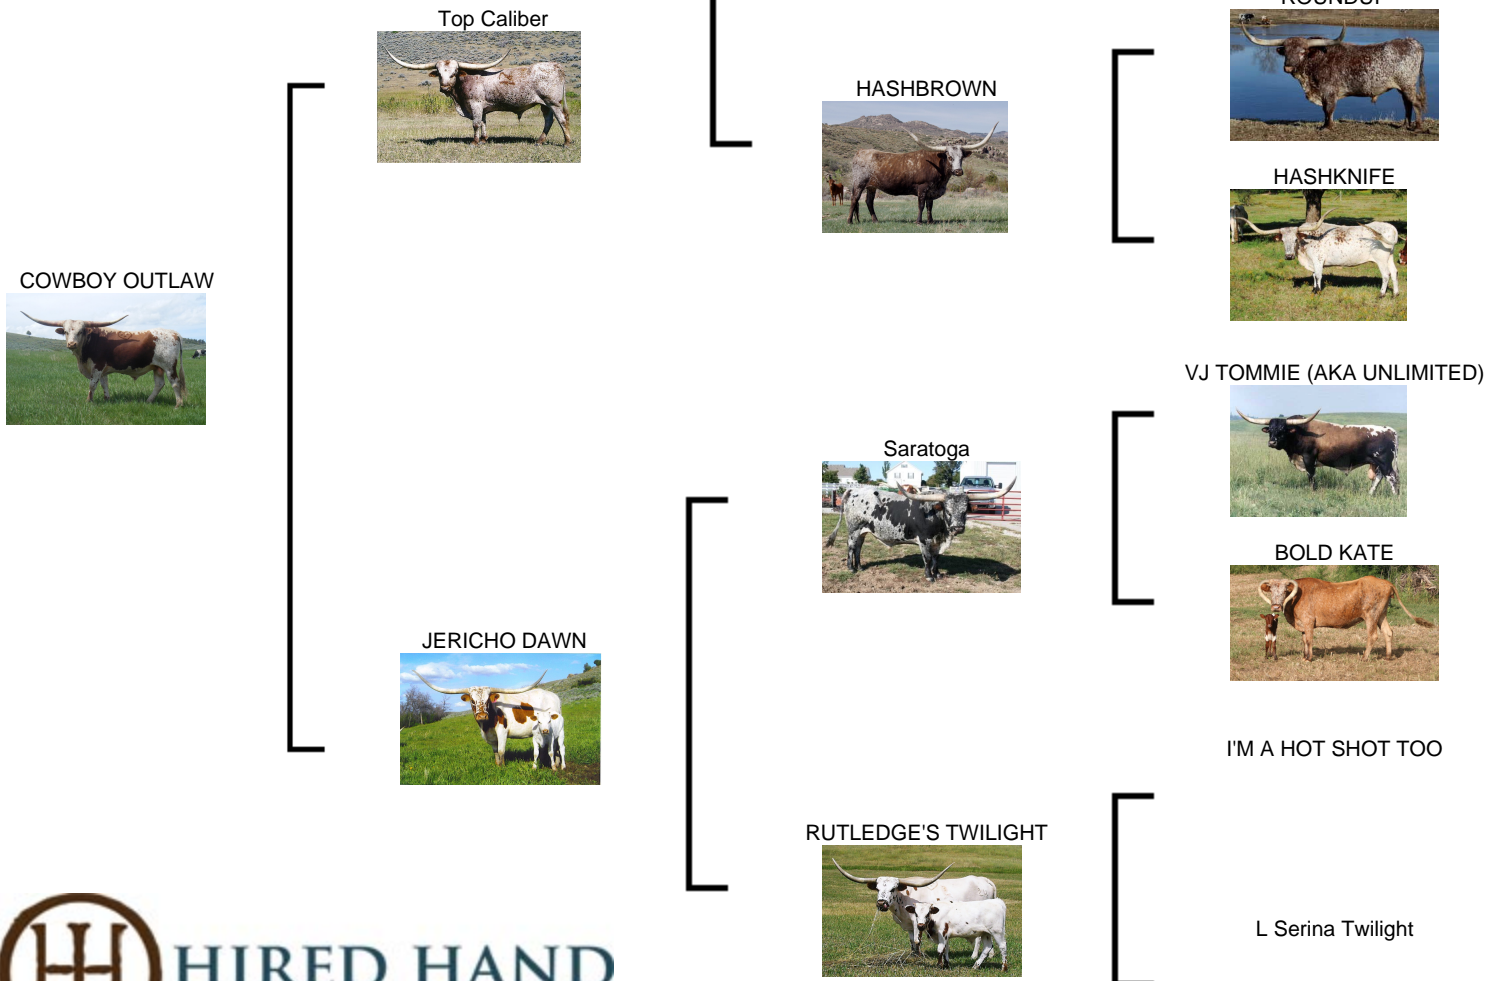 Top Caliber
HASHBROWN
HASHKNIFE
COWBOY OUTLAW
VJ TOMMIE (AKA UNLIMITED)
Saratoga
BOLD KATE
JERICHO DAWN
I'M A HOT SHOT TOO
RUTLEDGE'S TWILIGHT
L Serina Twilight
HIRED HAND